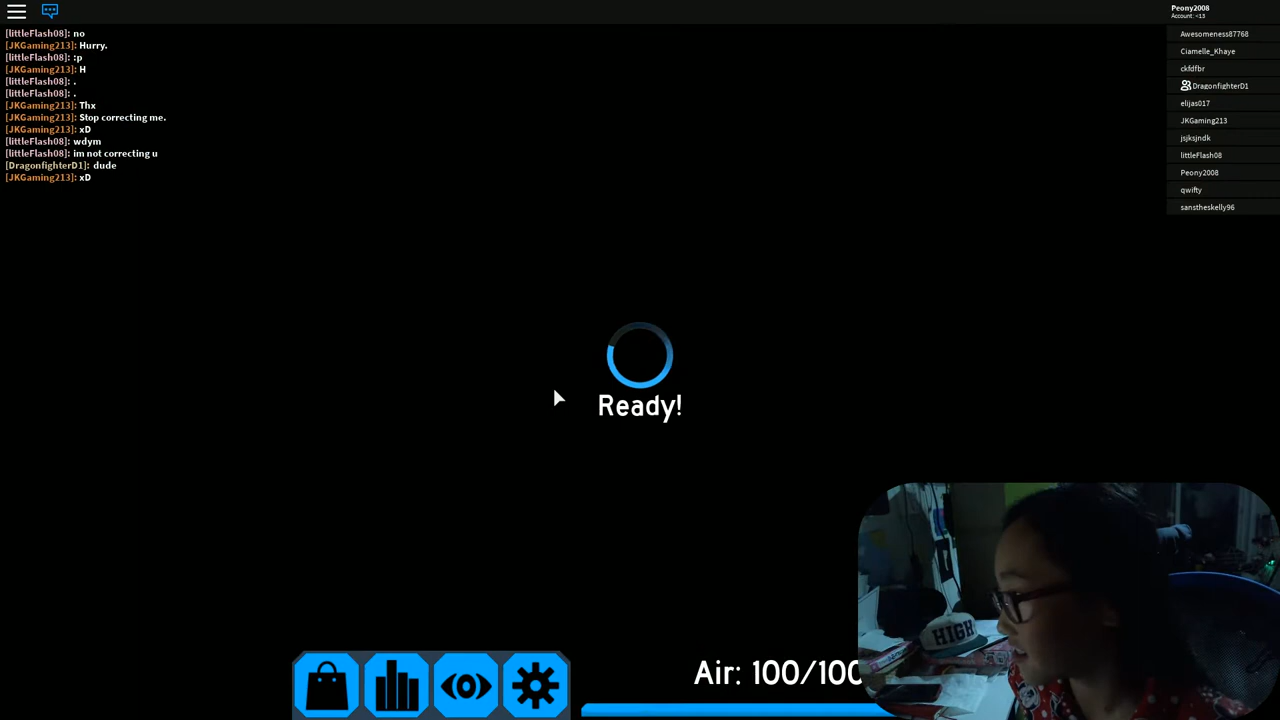 Peony2008
Account: <13
[littleFlash08]: no
[JKGaming213]: Hurry.
[littleFlash08]: :p
[JKGaming213]: H
[littleFlash08]: .
[littleFlash08]: .
[JKGaming213]: Thx
[JKGaming213]: Stop correcting me.
[JKGaming213]: xD
[littleFlash08]: wdym
[littleFlash08]: im not correcting u
[DragonfighterD1]: dude
[JKGaming213]: xD
Awesomeness87768
Ciamelle_Khaye
ckfdfbr
DragonfighterD1
elijas017
JKGaming213
jsjksjndk
littleFlash08
Peony2008
qwifty
sanstheskelly96
Ready!
Air: 100/100
HIGH